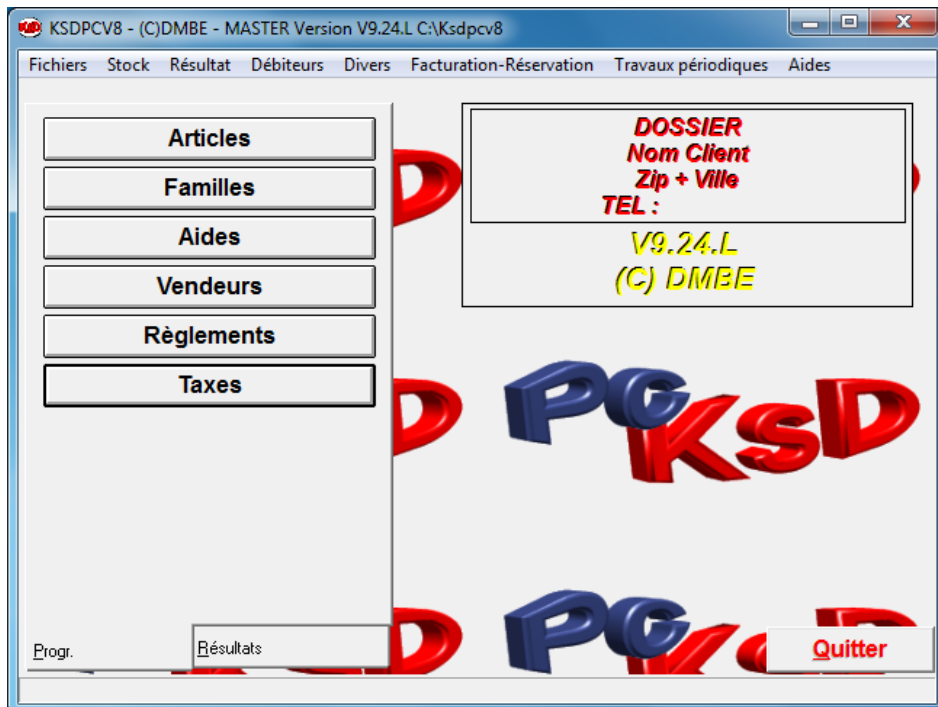 KSDPCV8 - (C)DMBE - MASTER Version V9.24.L C:\Ksdpcv8
Fichiers Stock Résultat Débiteurs Divers Facturation-Réservation Travaux périodiques Aides
Articles
Familles
Aides
Vendeurs
Règlements
Taxes
DOSSIER
Nom Client
Zip + Ville
TEL :
V9.24.L
(C) DMBE
PC KSD
Progr.
Résultats
Quitter